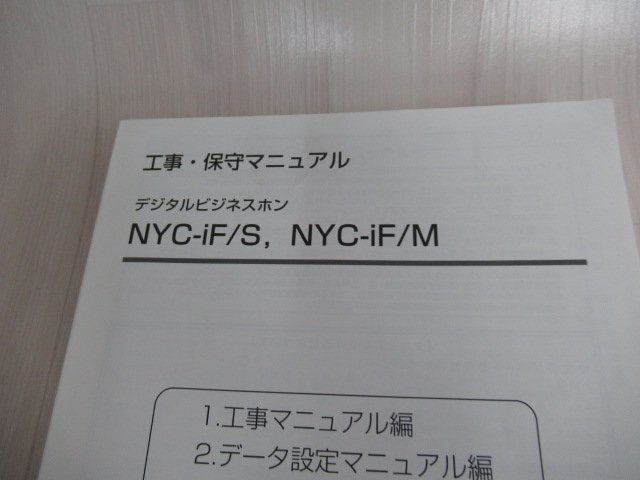 工事・保守マニュアル
デジタルビジネスホン
NYC-iF/S, NYC-iF/M
1.工事マニュアル編
2.データ設定マニュアル編